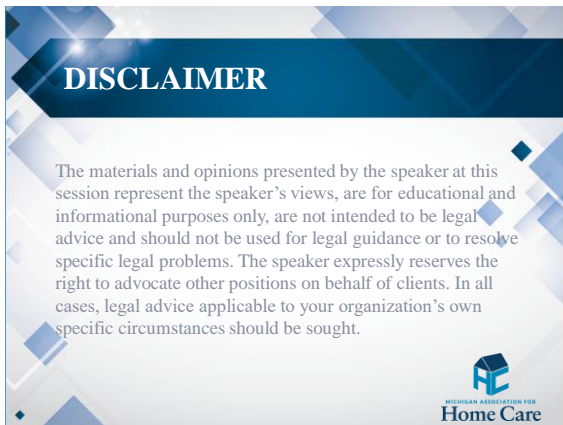 DISCLAIMER
The materials and opinions presented by the speaker at this
session represent the speaker's views, are for educational and
informational purposes only, are not intended to be legal
advice and should not be used for legal guidance or to resolve
specific legal problems. The speaker expressly reserves the
right to advocate other positions on behalf of clients. In all
cases, legal advice applicable to your organization's own
specific circumstances should be sought.
HC
MICHIGAN ASSOCIATION FOR
Home Care